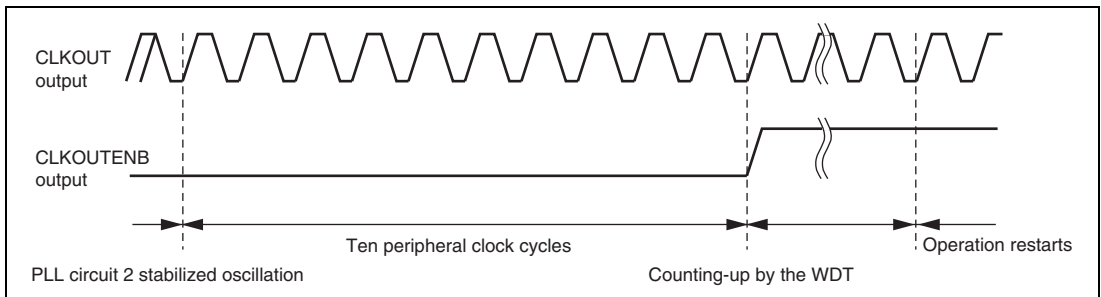 CLKOUT
output
CLKOUTENB
output
Ten peripheral clock cycles
Operation restarts
PLL circuit 2 stabilized oscillation
Counting-up by the WDT